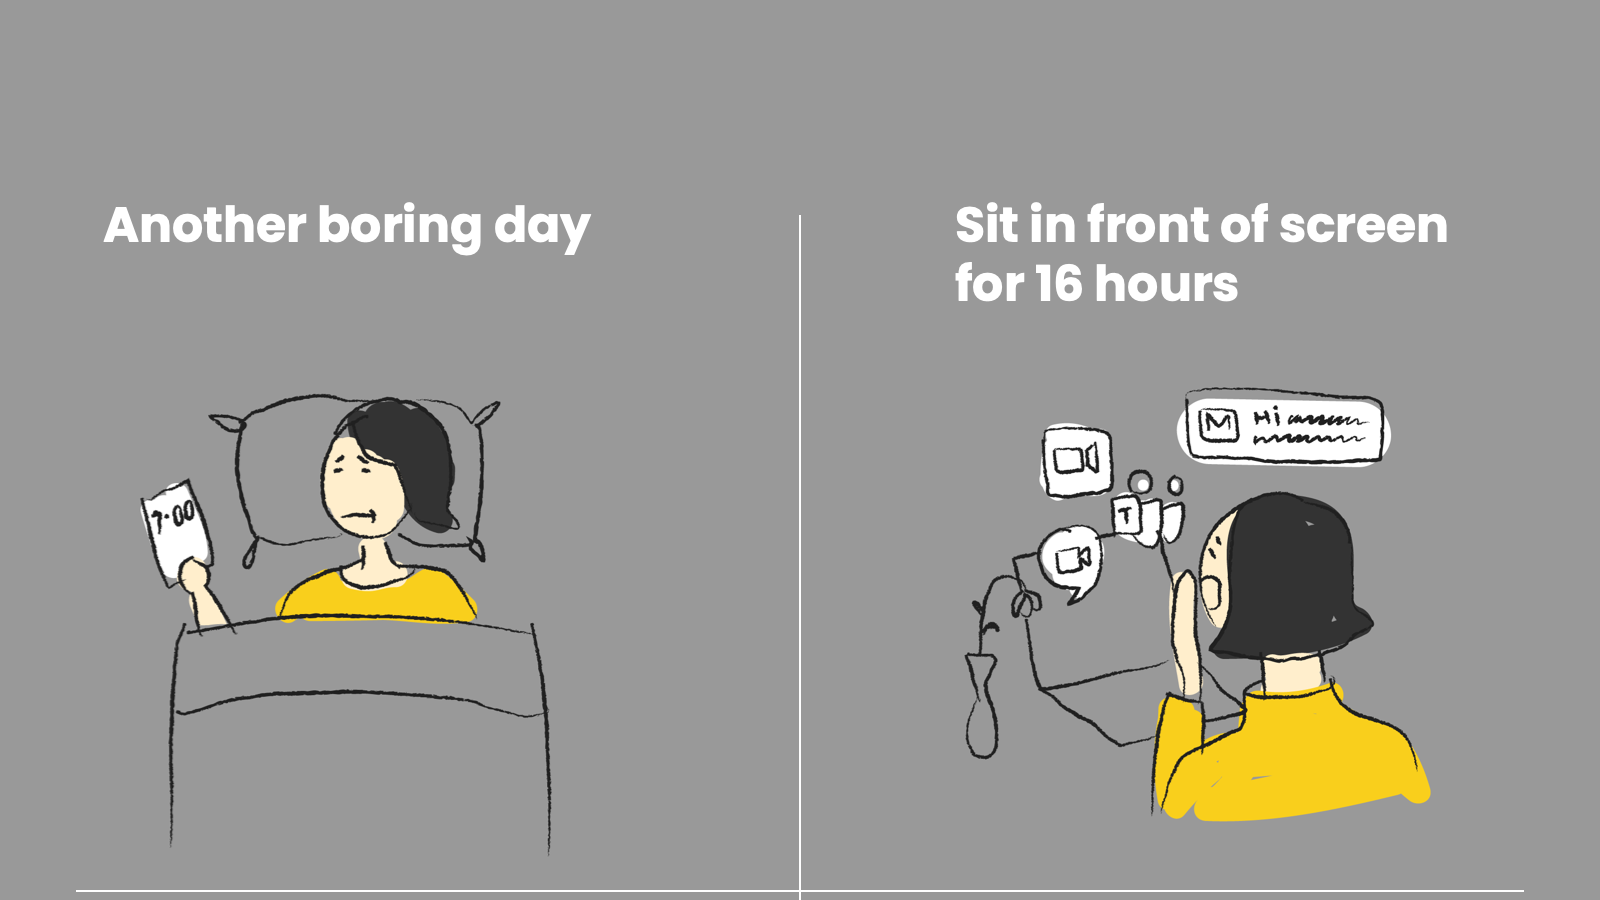 Another boring day
Sit in front of screen
for 16 hours
7:00
M Hi
T